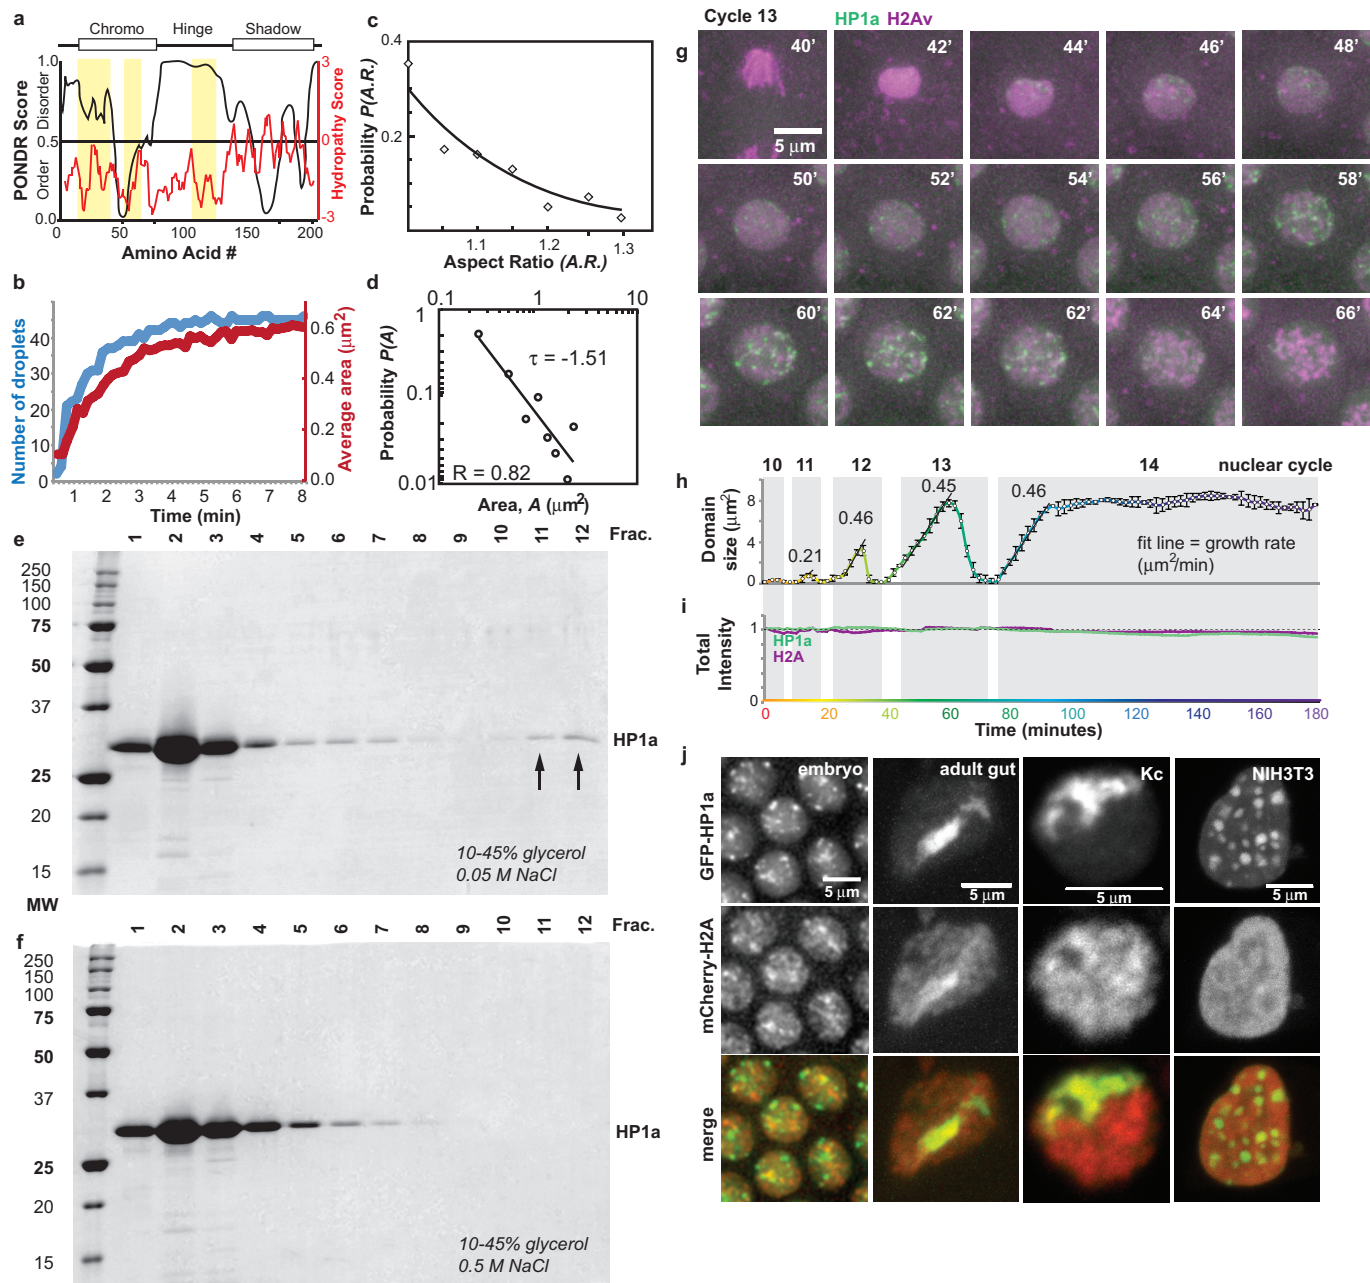 a
Chromo Hinge Shadow
PONDR Score
Disorder
Order
1.0
0.5
0.0
3
0
-3
Hydropathy Score
0 50 100 150 200
Amino Acid #
b
Number of droplets
40
30
20
10
0
0.6
0.4
0.2
0.0
Average area (μm²)
1 2 3 4 5 6 7 8
Time (min)
c
Probability P(A.R.)
0.4
0.2
1.1 1.2 1.3
Aspect Ratio (A.R.)
d
0.1 1 10
Probability P(A)
1
0.1
0.01
τ = -1.51
R = 0.82
Area, A (μm²)
e
1 2 3 4 5 6 7 8 9 10 11 12 Frac.
250
150
100
75
50
37
25
20
15
HP1a
10-45% glycerol
0.05 M NaCl
MW
f
1 2 3 4 5 6 7 8 9 10 11 12 Frac.
250
150
100
75
50
37
25
20
15
HP1a
10-45% glycerol
0.5 M NaCl
g
Cycle 13 HP1a H2Av
40’ 42’ 44’ 46’ 48’
5 μm
50’ 52’ 54’ 56’ 58’
60’ 62’ 62’ 64’ 66’
h
10 11 12 13 14 nuclear cycle
Domain
size (μm²)
8
4
0
0.21
0.46
0.45
0.46
fit line = growth rate
(μm²/min)
i
Total
Intensity
1
0
HP1a
H2A
0 20 40 60 80 100 120 140 160 180
Time (minutes)
j
embryo adult gut Kc NIH3T3
GFP-HP1a
5 μm 5 μm 5 μm 5 μm
mCherry-H2A
merge